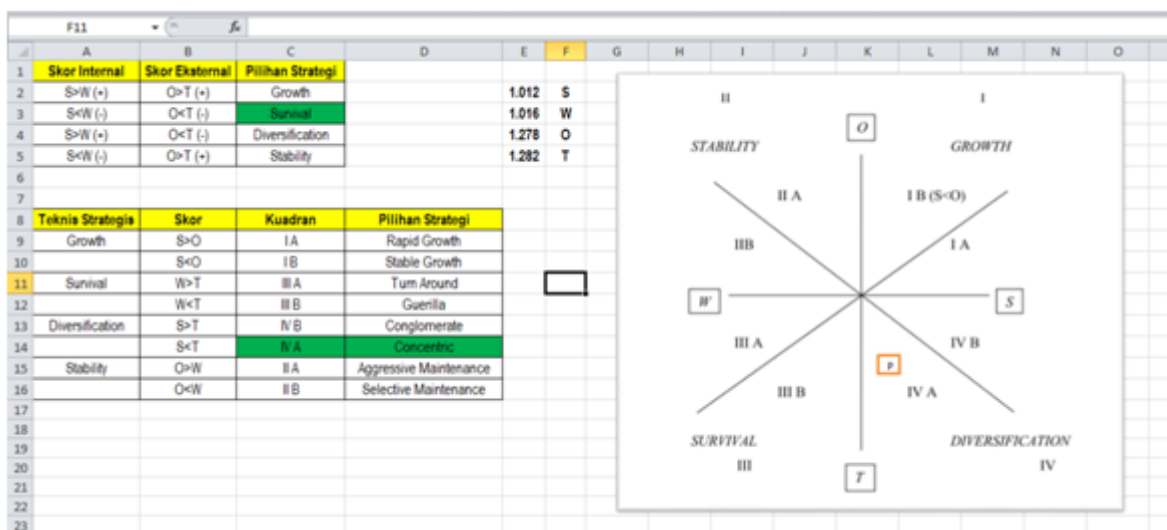 F11 fx
A B C D E F G H I J K L M N O
1 Skor Internal Skor Eksternal Pilihan Strategi
2 S>W (+) O>T (+) Growth 1.012 S
3 S<W (-) O<T (-) Survival 1.016 W
4 S>W (+) O<T (-) Diversification 1.278 O
5 S<W (-) O>T (+) Stability 1.282 T
6
7
8 Teknis Strategis Skor Kuadran Pilihan Strategi
9 Growth S>O I A Rapid Growth
10 S<O I B Stable Growth
11 Survival W>T III A Turn Around
12 W<T III B Guerilla
13 Diversification S>T IV B Conglomerate
14 S<T IV A Concentric
15 Stability O>W II A Aggressive Maintenance
16 O<W II B Selective Maintenance
17
18
19
20
21
22
23
II I
O
STABILITY GROWTH
II A I B (S<O)
IIB I A
W S
III A IV B
P
III B IV A
SURVIVAL DIVERSIFICATION
III IV
T